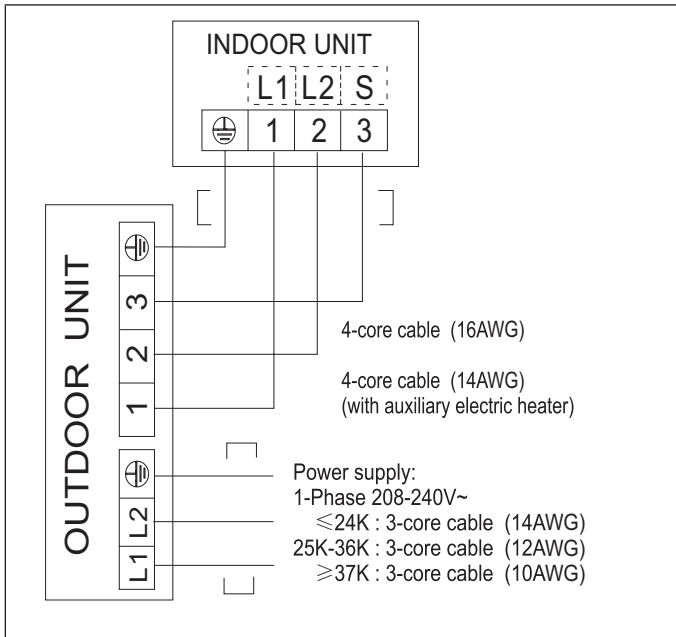 INDOOR UNIT
L1 L2 S
1 2 3
OUTDOOR UNIT
3
2
1
L2
L1
4-core cable (16AWG)
4-core cable (14AWG)
(with auxiliary electric heater)
Power supply:
1-Phase 208-240V~
≤24K : 3-core cable (14AWG)
25K-36K : 3-core cable (12AWG)
≥37K : 3-core cable (10AWG)